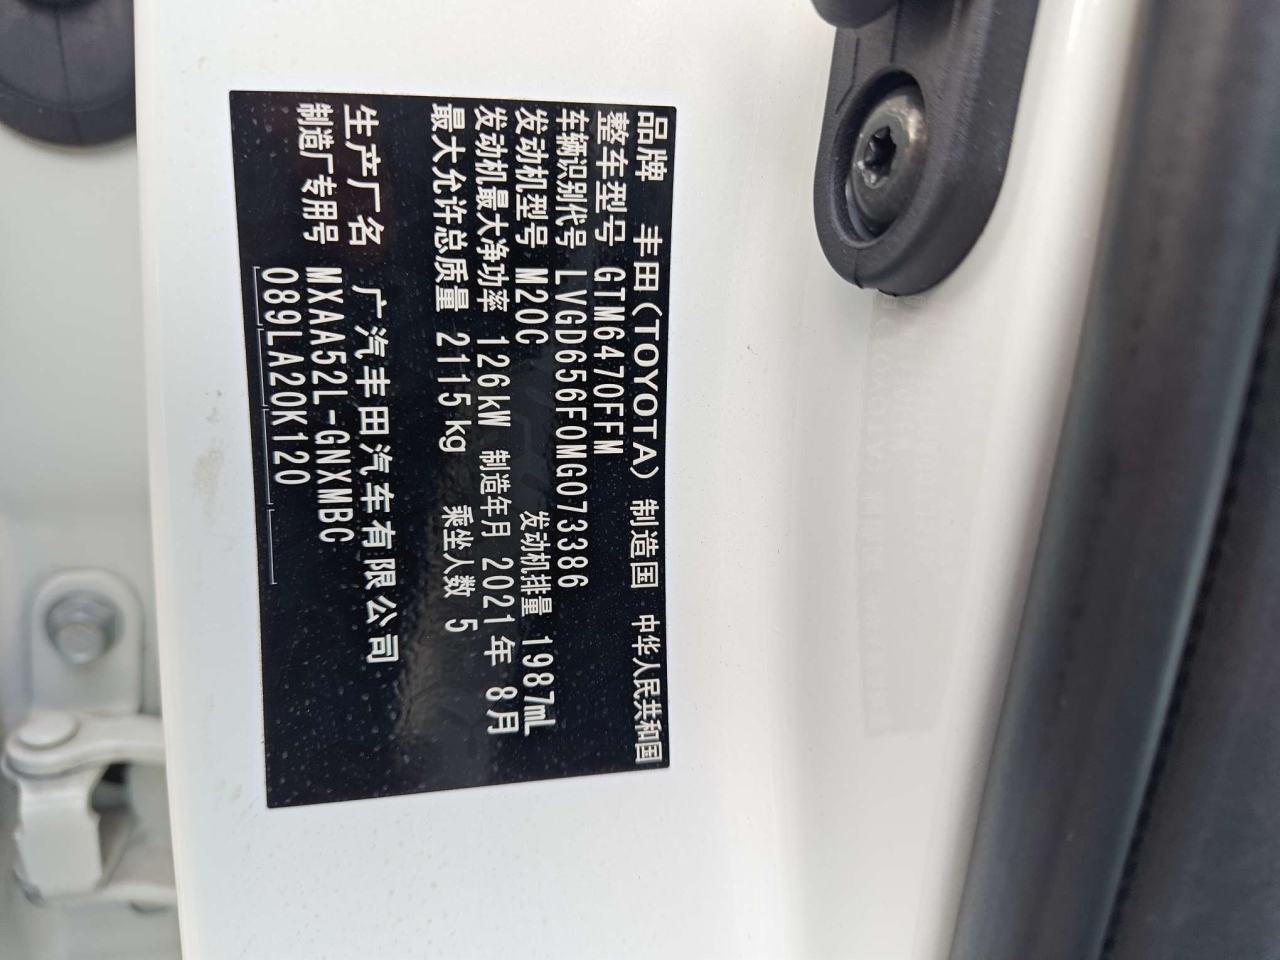 品牌 丰田(TOYOTA) 制造国 中华人民共和国
整车型号 GTM6470FFM
车辆识别代号 LVGD656F0MG073386
发动机型号 M20C 发动机排量 1987mL
发动机最大净功率 126kW 制造年月 2021年 8月
最大允许总质量 2115kg 乘坐人数 5
生产厂名 广汽丰田汽车有限公司
制造厂专用号 MXAA52L-GNXMBC
089LA20K120